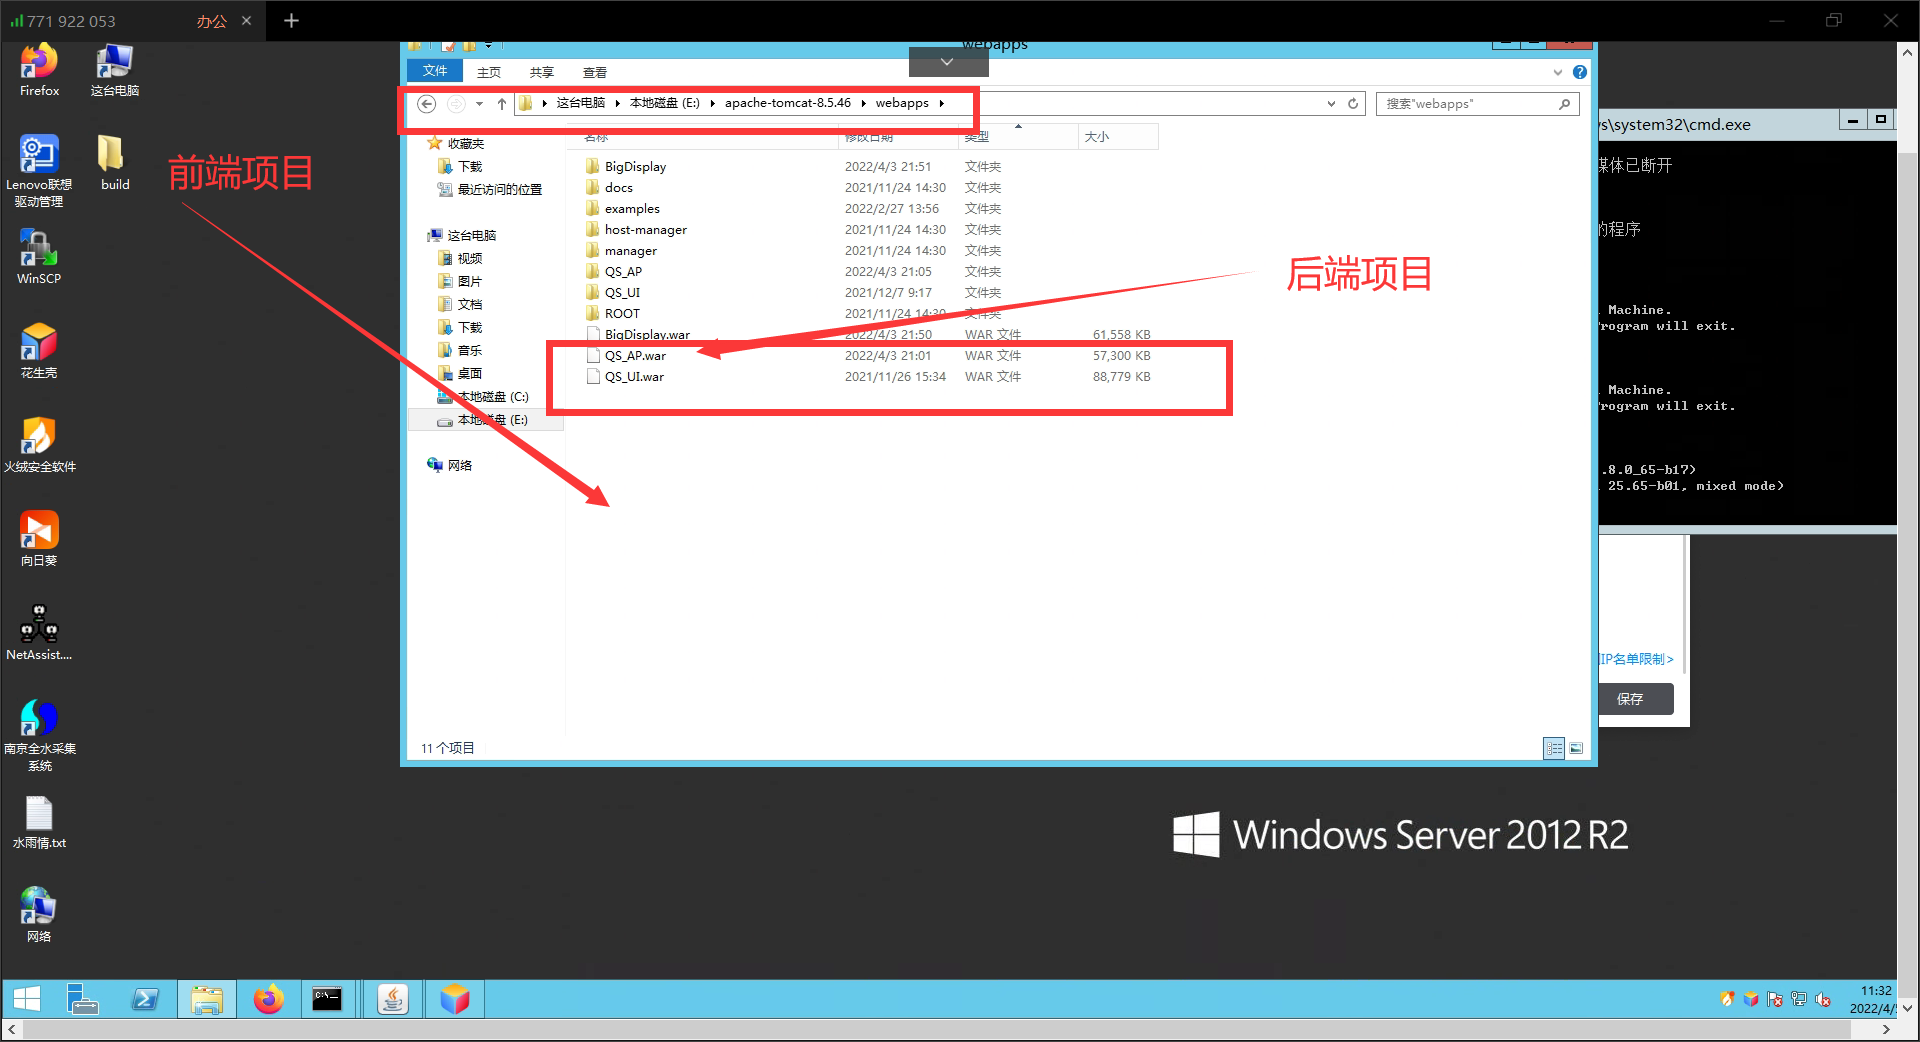 771 922 053
办公
webapps
Firefox
这台电脑
Lenovo联想
驱动管理
build
前端项目
WinSCP
花生壳
火绒安全软件
向日葵
NetAssist....
南京全水采集
系统
水雨情.txt
网络
文件
主页
共享
查看
这台电脑
本地磁盘 (E:)
apache-tomcat-8.5.46
webapps
搜索"webapps"
收藏夹
下载
最近访问的位置
这台电脑
视频
图片
文档
下载
音乐
桌面
本地磁盘 (C:)
本地磁盘 (E:)
网络
名称 修改日期 类型 大小
BigDisplay 2022/4/3 21:51 文件夹
docs 2021/11/24 14:30 文件夹
examples 2022/2/27 13:56 文件夹
host-manager 2021/11/24 14:30 文件夹
manager 2021/11/24 14:30 文件夹
QS_AP 2022/4/3 21:05 文件夹
QS_UI 2021/12/7 9:17 文件夹
ROOT 2021/11/24 14:30 文件夹
BigDisplay.war 2022/4/3 21:50 WAR 文件 61,558 KB
QS_AP.war 2022/4/3 21:01 WAR 文件 57,300 KB
QS_UI.war 2021/11/26 15:34 WAR 文件 88,779 KB
后端项目
11 个项目
s\system32\cmd.exe
媒体已断开
的程序
Machine.
rogram will exit.
Machine.
rogram will exit.
.8.0_65-b17)
25.65-b01, mixed mode)
IP名单限制>
保存
Windows Server 2012 R2
11:32
2022/4/